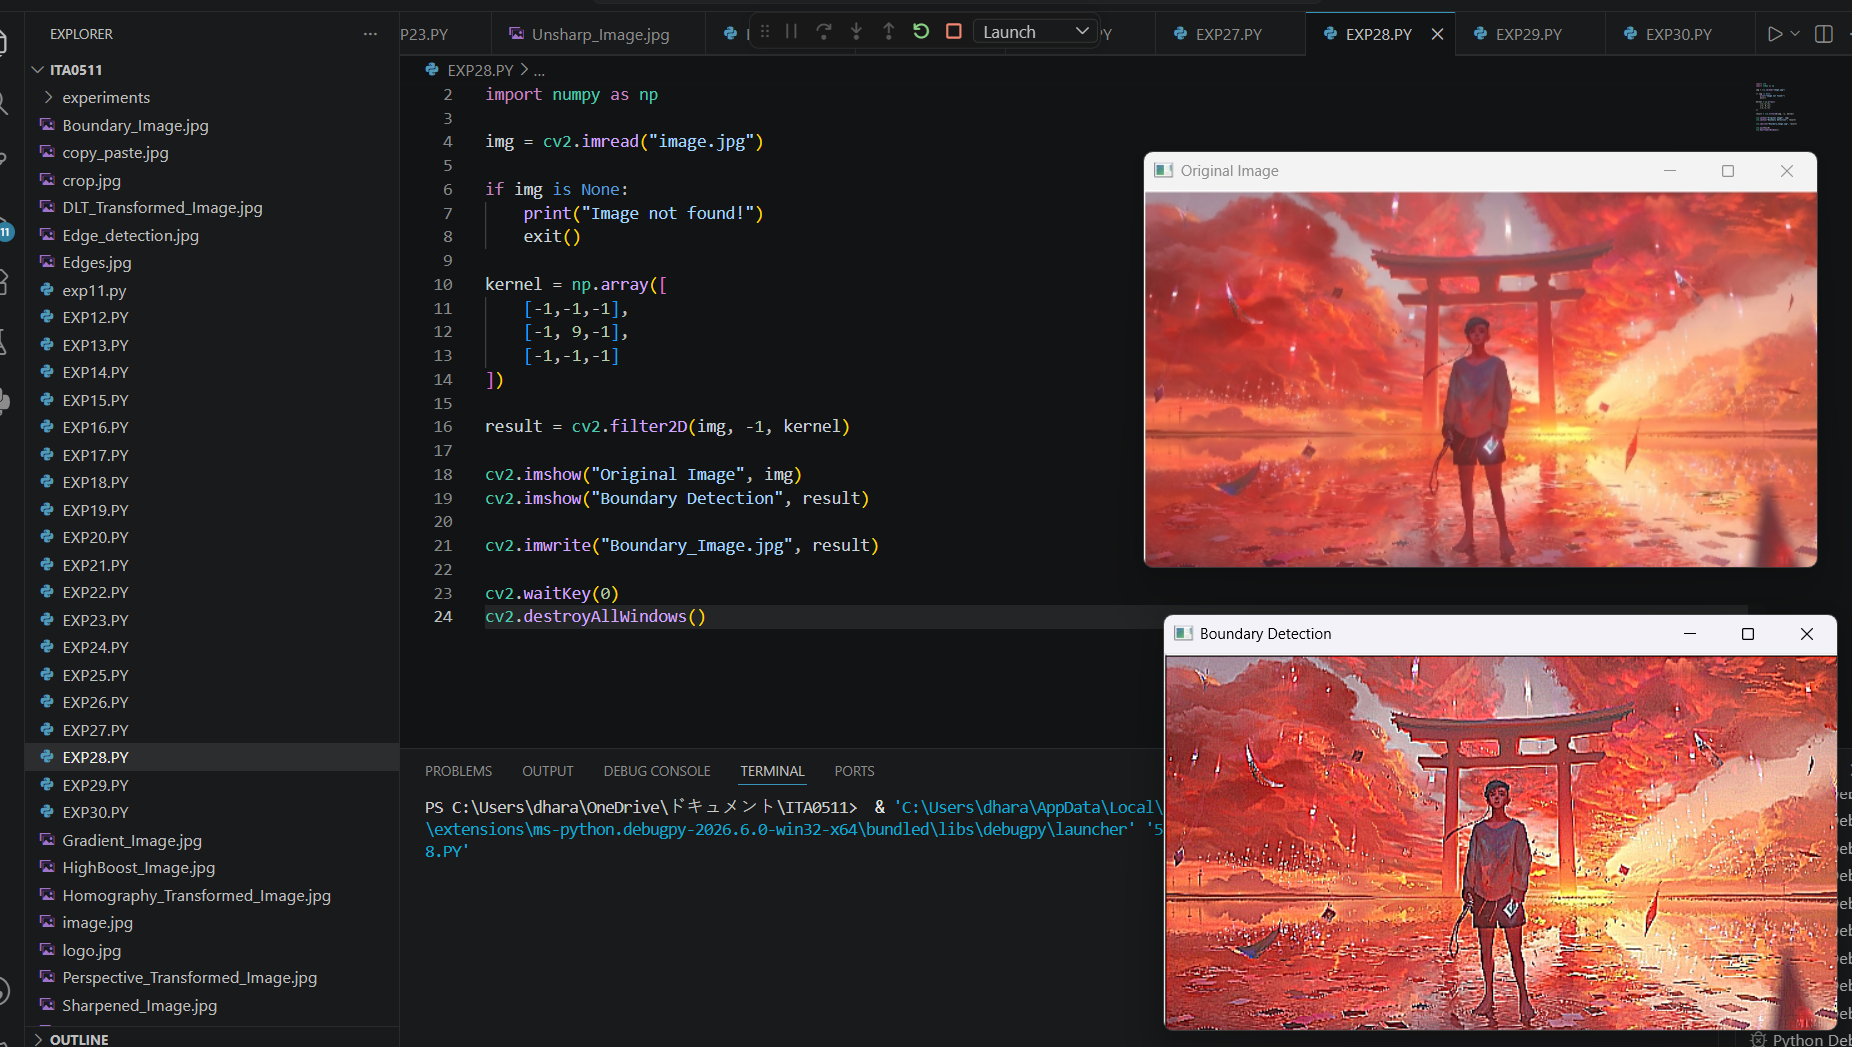 EXPLORER
ITA0511
experiments
Boundary_Image.jpg
copy_paste.jpg
crop.jpg
DLT_Transformed_Image.jpg
Edge_detection.jpg
Edges.jpg
exp11.py
EXP12.PY
EXP13.PY
EXP14.PY
EXP15.PY
EXP16.PY
EXP17.PY
EXP18.PY
EXP19.PY
EXP20.PY
EXP21.PY
EXP22.PY
EXP23.PY
EXP24.PY
EXP25.PY
EXP26.PY
EXP27.PY
EXP28.PY
EXP29.PY
EXP30.PY
Gradient_Image.jpg
HighBoost_Image.jpg
Homography_Transformed_Image.jpg
image.jpg
logo.jpg
Perspective_Transformed_Image.jpg
Sharpened_Image.jpg
OUTLINE
11
P23.PY Unsharp_Image.jpg Launch EXP27.PY EXP28.PY EXP29.PY EXP30.PY
EXP28.PY > ...
2 import numpy as np
3
4 img = cv2.imread("image.jpg")
5
6 if img is None:
7 print("Image not found!")
8 exit()
9
10 kernel = np.array([
11 [-1,-1,-1],
12 [-1, 9,-1],
13 [-1,-1,-1]
14 ])
15
16 result = cv2.filter2D(img, -1, kernel)
17
18 cv2.imshow("Original Image", img)
19 cv2.imshow("Boundary Detection", result)
20
21 cv2.imwrite("Boundary_Image.jpg", result)
22
23 cv2.waitKey(0)
24 cv2.destroyAllWindows()
PROBLEMS OUTPUT DEBUG CONSOLE TERMINAL PORTS
PS C:\Users\dhara\OneDrive\ドキュメント\ITA0511> & 'C:\Users\dhara\AppData\Local\
\extensions\ms-python.debugpy-2026.6.0-win32-x64\bundled\libs\debugpy\launcher' '5
8.PY'
Original Image
Boundary Detection
Python Deb